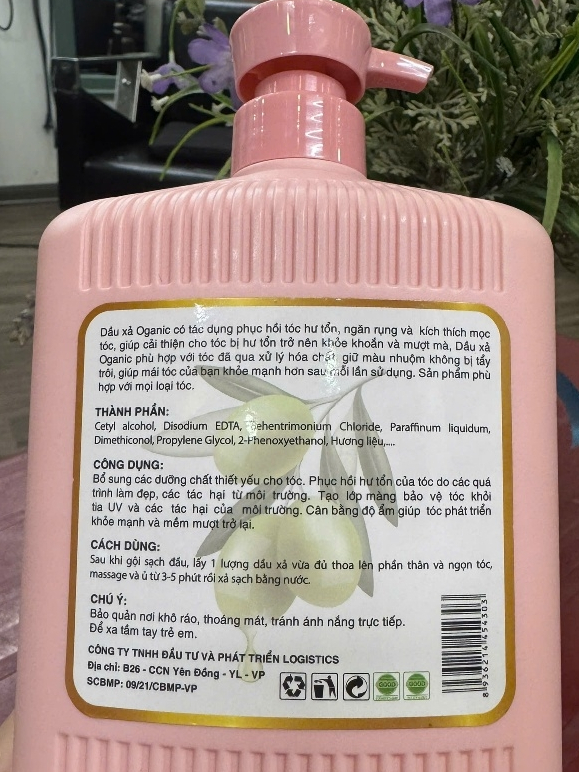 Dầu xả Oganic có tác dụng phục hồi tóc hư tổn, ngăn rụng và kích thích mọc
tóc, giúp cải thiện cho tóc bị hư tổn trở nên khỏe khoắn và mượt mà, Dầu xả
Oganic phù hợp với tóc đã qua xử lý hóa chất, giữ màu nhuộm không bị tẩy
trôi, giúp mái tóc của bạn khỏe mạnh hơn sau mỗi lần sử dụng. Sản phẩm phù
hợp với mọi loại tóc.
THÀNH PHẦN:
Cetyl alcohol, Disodium EDTA, Behentrimonium Chloride, Paraffinum liquidum,
Dimethiconol, Propylene Glycol, 2-Phenoxyethanol, Hương liệu,....
CÔNG DỤNG:
Bổ sung các dưỡng chất thiết yếu cho tóc. Phục hồi hư tổn của tóc do các quá
trình làm đẹp, các tác hại từ môi trường. Tạo lớp màng bảo vệ tóc khỏi
tia UV và các tác hại của môi trường. Cân bằng độ ẩm giúp tóc phát triển
khỏe mạnh và mềm mượt trở lại.
CÁCH DÙNG:
Sau khi gội sạch đầu, lấy 1 lượng dầu xả vừa đủ thoa lên phần thân và ngọn tóc,
massage và ủ từ 3-5 phút rồi xả sạch bằng nước.
CHÚ Ý:
Bảo quản nơi khô ráo, thoáng mát, tránh ánh nắng trực tiếp.
Để xa tầm tay trẻ em.
CÔNG TY TNHH ĐẦU TƯ VÀ PHÁT TRIỂN LOGISTICS
Địa chỉ: B26 - CCN Yên Đồng - YL - VP
SCBMP: 09/21/CBMP-VP
GOOD
GOOD
8936214454303